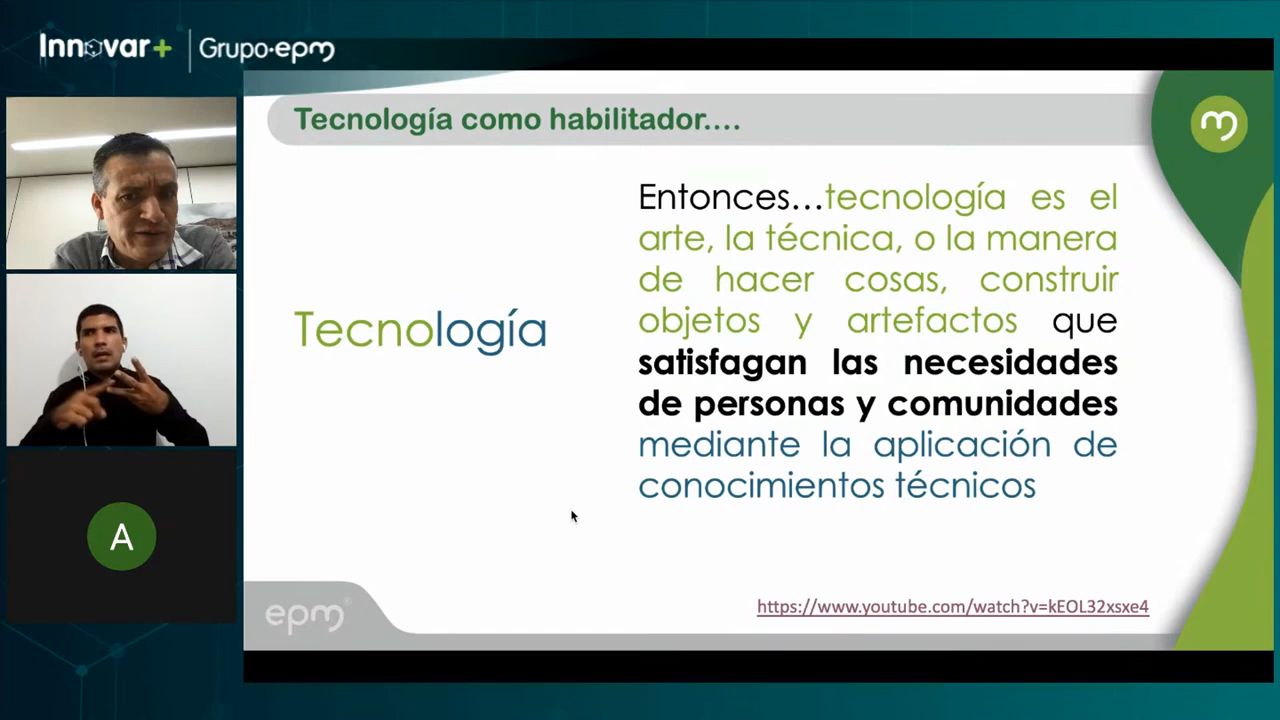 Innovar+ Grupo·epm
Tecnología como habilitador....
Entonces...tecnología es el
arte, la técnica, o la manera
de hacer cosas, construir
objetos y artefactos que
satisfagan las necesidades
de personas y comunidades
mediante la aplicación de
conocimientos técnicos
Tecnología
A
epm®
https://www.youtube.com/watch?v=kEOL32xsxe4